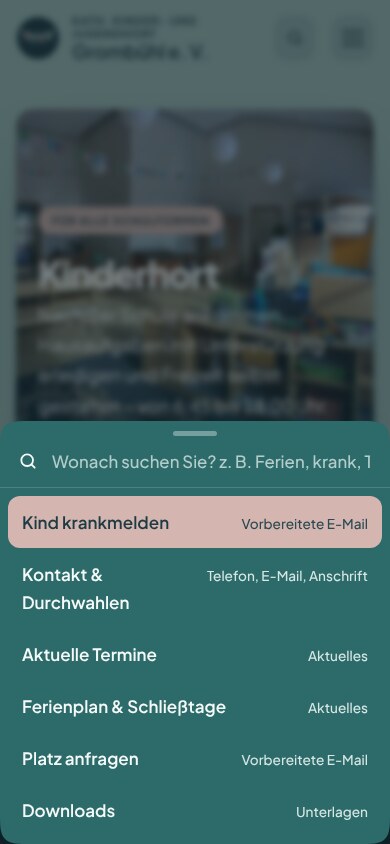 Grombühl e. V.
Kinderhort
Wonach suchen Sie? z. B. Ferien, krank, T
Kind krankmelden
Vorbereitete E-Mail
Kontakt &
Durchwahlen
Telefon, E-Mail, Anschrift
Aktuelle Termine
Aktuelles
Ferienplan & Schließtage
Aktuelles
Platz anfragen
Vorbereitete E-Mail
Downloads
Unterlagen